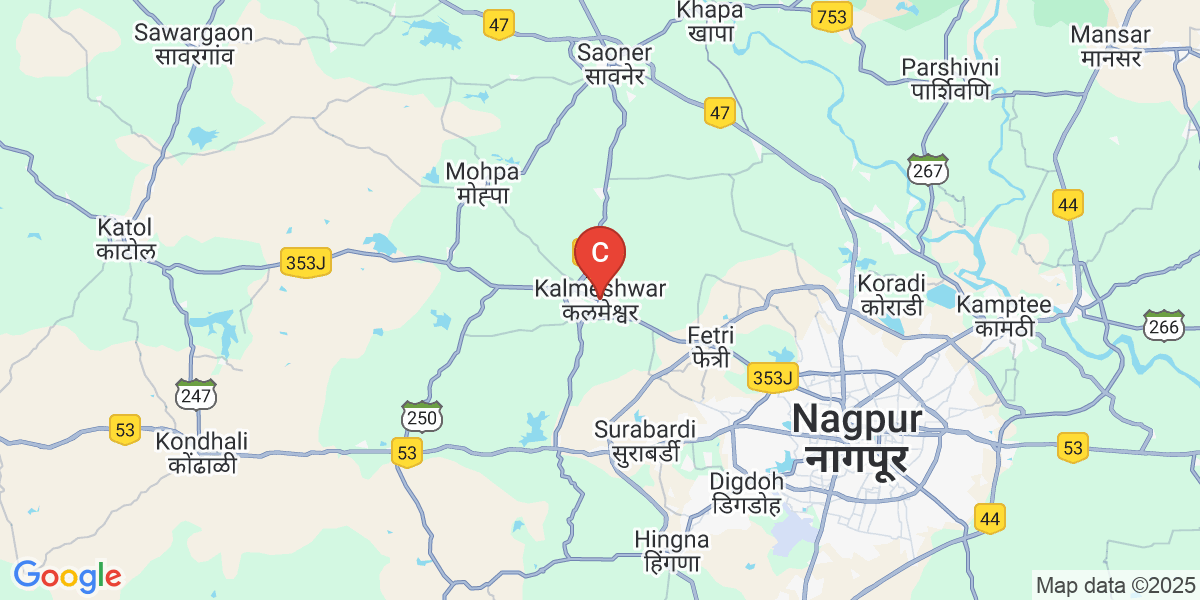 Khapa
खापा
753
47
Sawargaon
सावरगांव
Mansar
मानसर
Saoner
सावनेर
Parshivni
पार्शिवणि
47
Mohpa
मोह्पा
267
44
Katol
काटोल
353J
C
Kalmeshwar
कलमेश्वर
Koradi
कोराडी
Kamptee
कामठी
266
Fetri
फेत्री
353J
247
250
Nagpur
नागपूर
53
Kondhali
कोंढाळी
53
Surabardi
सुराबर्डी
53
Digdoh
डिगडोह
44
Hingna
हिंगणा
Google
Map data ©2025